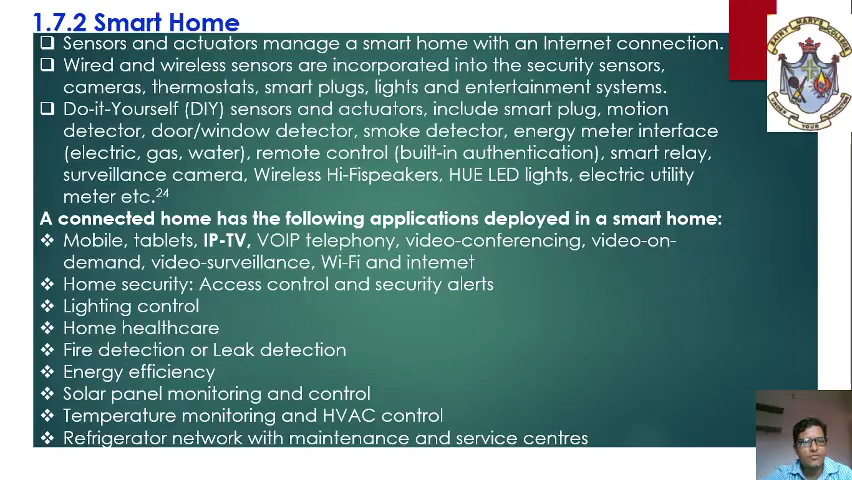 1.7.2 Smart Home
❑ Sensors and actuators manage a smart home with an Internet connection.
❑ Wired and wireless sensors are incorporated into the security sensors,
cameras, thermostats, smart plugs, lights and entertainment systems.
❑ Do-it-Yourself (DIY) sensors and actuators, include smart plug, motion
detector, door/window detector, smoke detector, energy meter interface
(electric, gas, water), remote control (built-in authentication), smart relay,
surveillance camera, Wireless Hi-Fispeakers, HUE LED lights, electric utility
meter etc.24
A connected home has the following applications deployed in a smart home:
❖ Mobile, tablets, IP-TV, VOIP telephony, video-conferencing, video-on-
demand, video-surveillance, Wi-Fi and internet
❖ Home security: Access control and security alerts
❖ Lighting control
❖ Home healthcare
❖ Fire detection or Leak detection
❖ Energy efficiency
❖ Solar panel monitoring and control
❖ Temperature monitoring and HVAC control
❖ Refrigerator network with maintenance and service centres
SAINT MARY'S COLLEGE
UNDER YOUR PROTECTION